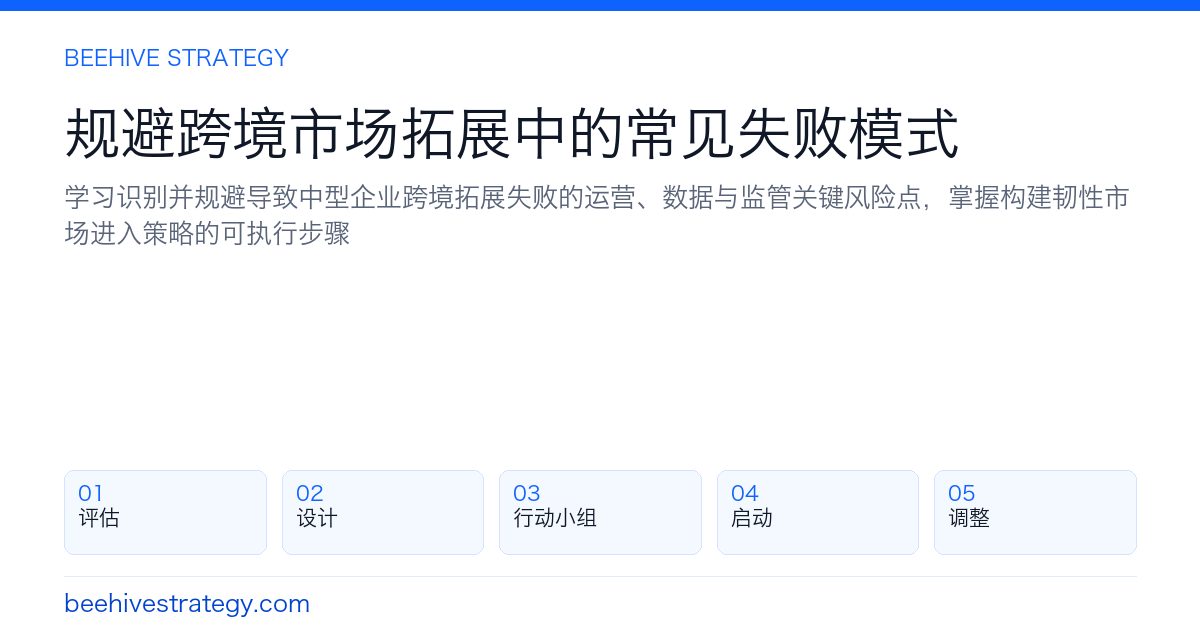 BEEHIVE STRATEGY
规避跨境市场拓展中的常见失败模式
学习识别并规避导致中型企业跨境拓展失败的运营、数据与监管关键风险点，掌握构建韧性市
场进入策略的可执行步骤
01
评估
02
设计
03
行动小组
04
启动
05
调整
beehivestrategy.com